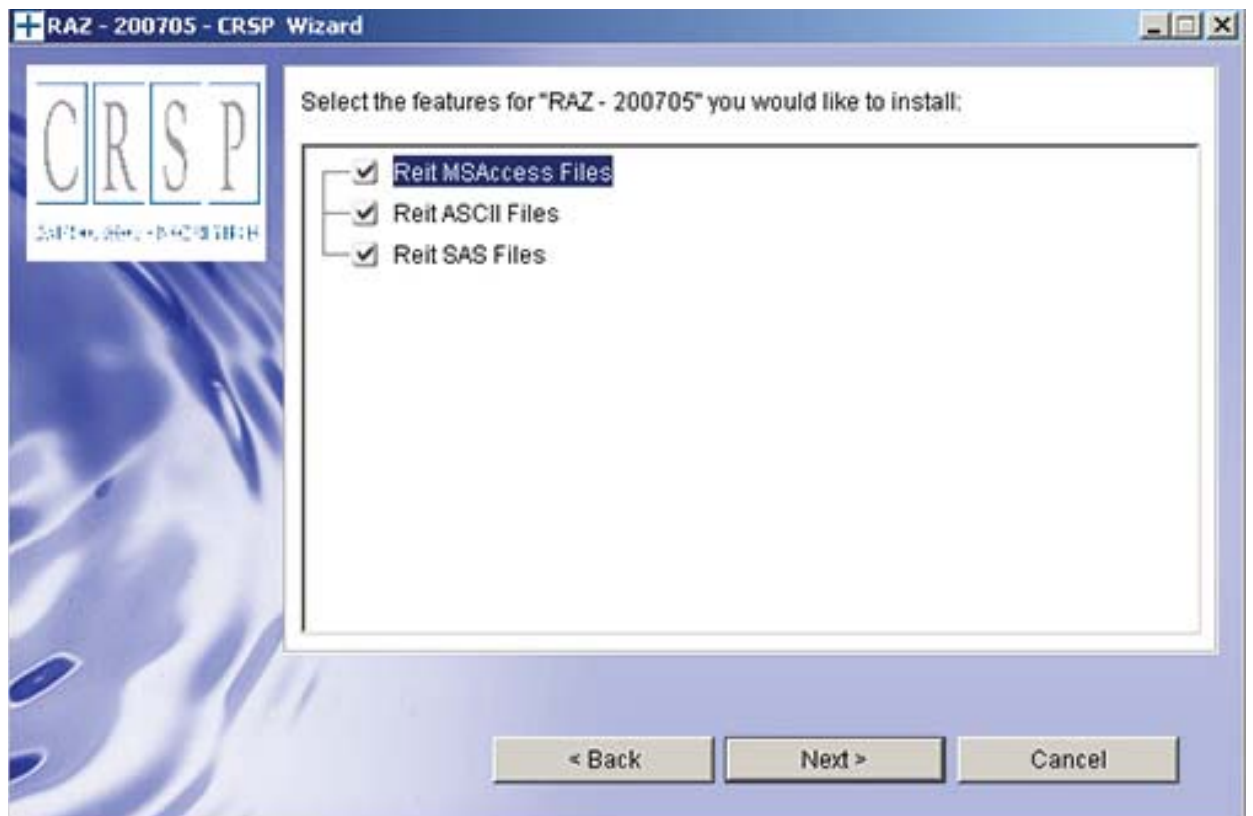 RAZ - 200705 - CRSP Wizard
CRSP
Select the features for "RAZ - 200705" you would like to install:
Reit MSAccess Files
Reit ASCII Files
Reit SAS Files
< Back
Next >
Cancel